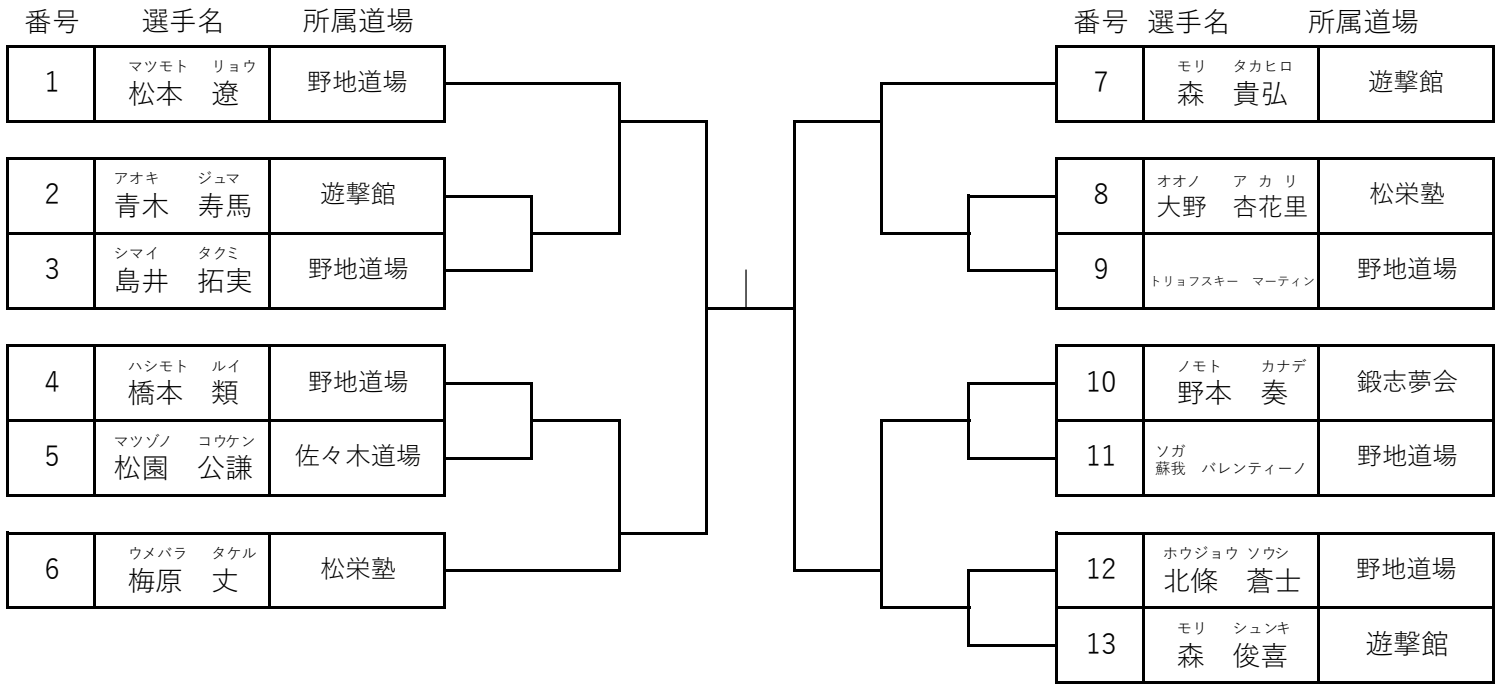 番号 選手名 所属道場
マツモト リョウ
1 松本 遼 野地道場
アオキ ジュマ
2 青木 寿馬 遊撃館
シマイ タクミ
3 島井 拓実 野地道場
ハシモト ルイ
4 橋本 類 野地道場
マツゾノ コウケン
5 松園 公謙 佐々木道場
ウメバラ タケル
6 梅原 丈 松栄塾
番号 選手名 所属道場
モリ タカヒロ
7 森 貴弘 遊撃館
オオノ アカリ
8 大野 杏花里 松栄塾
9 トリョフスキー マーティン 野地道場
ノモト カナデ
10 野本 奏 鍛志夢会
ソガ
11 蘇我 バレンティーノ 野地道場
ホウジョウ ソウシ
12 北條 蒼士 野地道場
モリ シュンキ
13 森 俊喜 遊撃館